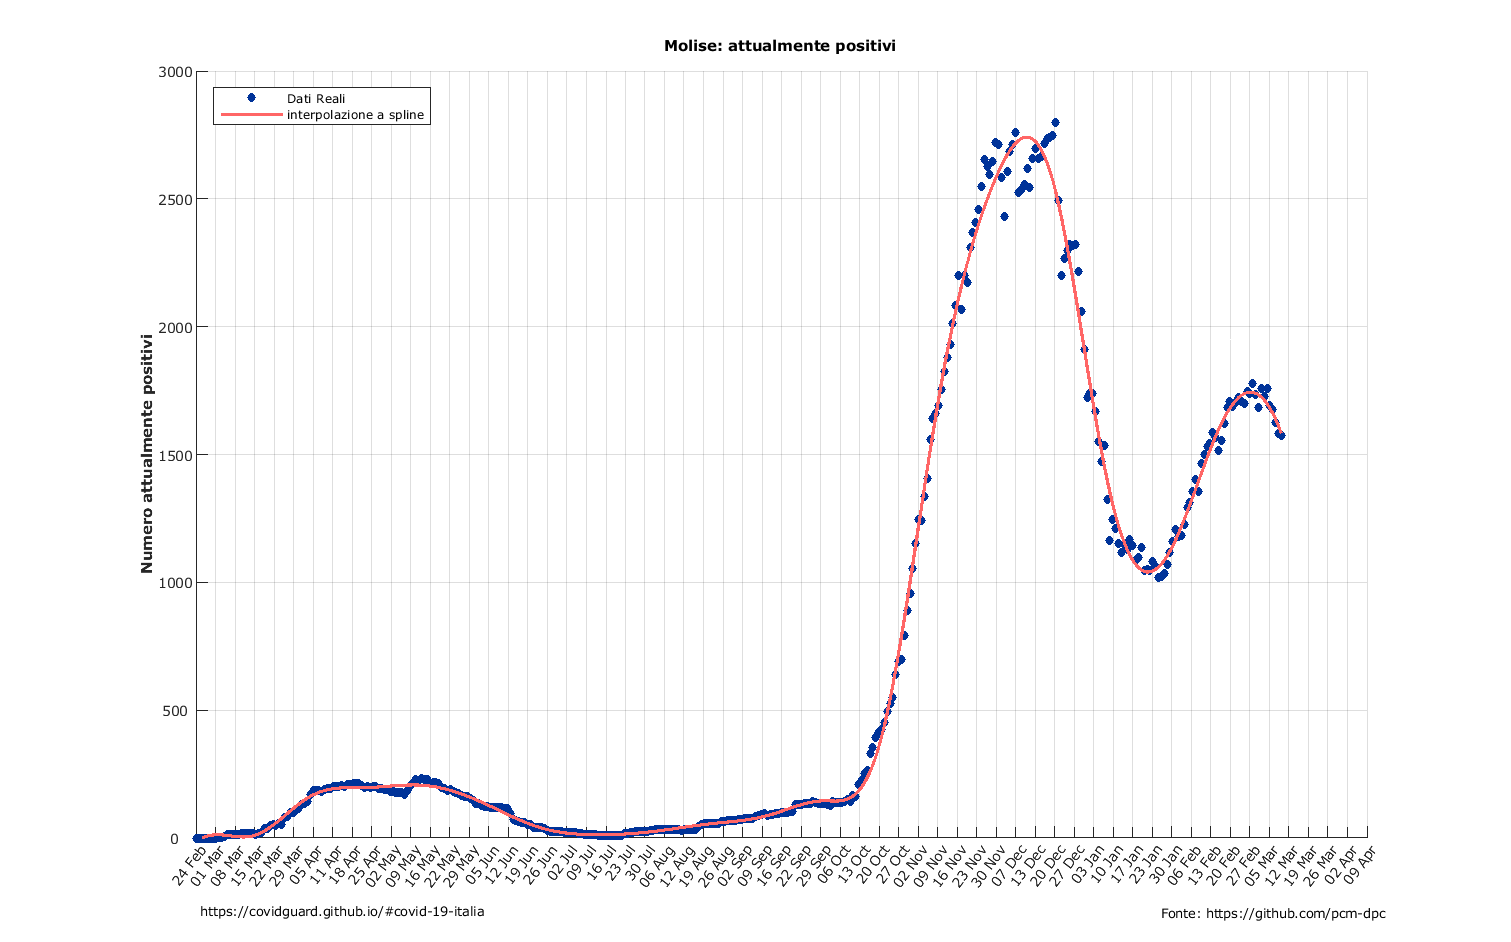 Molise: attualmente positivi
3000
2500
2000
1500
1000
500
0
Numero attualmente positivi
Dati Reali
interpolazione a spline
24 Feb
01 Mar
08 Mar
15 Mar
22 Mar
29 Mar
05 Apr
11 Apr
18 Apr
25 Apr
02 May
09 May
16 May
22 May
29 May
05 Jun
12 Jun
19 Jun
26 Jun
02 Jul
09 Jul
16 Jul
23 Jul
30 Aug
06 Aug
12 Aug
19 Aug
26 Aug
02 Sep
09 Sep
16 Sep
22 Sep
29 Sep
06 Oct
13 Oct
20 Oct
27 Nov
02 Nov
09 Nov
16 Nov
23 Nov
30 Dec
07 Dec
13 Dec
20 Dec
27 Jan
03 Jan
10 Jan
17 Jan
23 Jan
30 Feb
06 Feb
13 Feb
20 Feb
27 Mar
05 Mar
12 Mar
19 Mar
26 Mar
02 Apr
09 Apr
https://covidguard.github.io/#covid-19-italia
Fonte: https://github.com/pcm-dpc